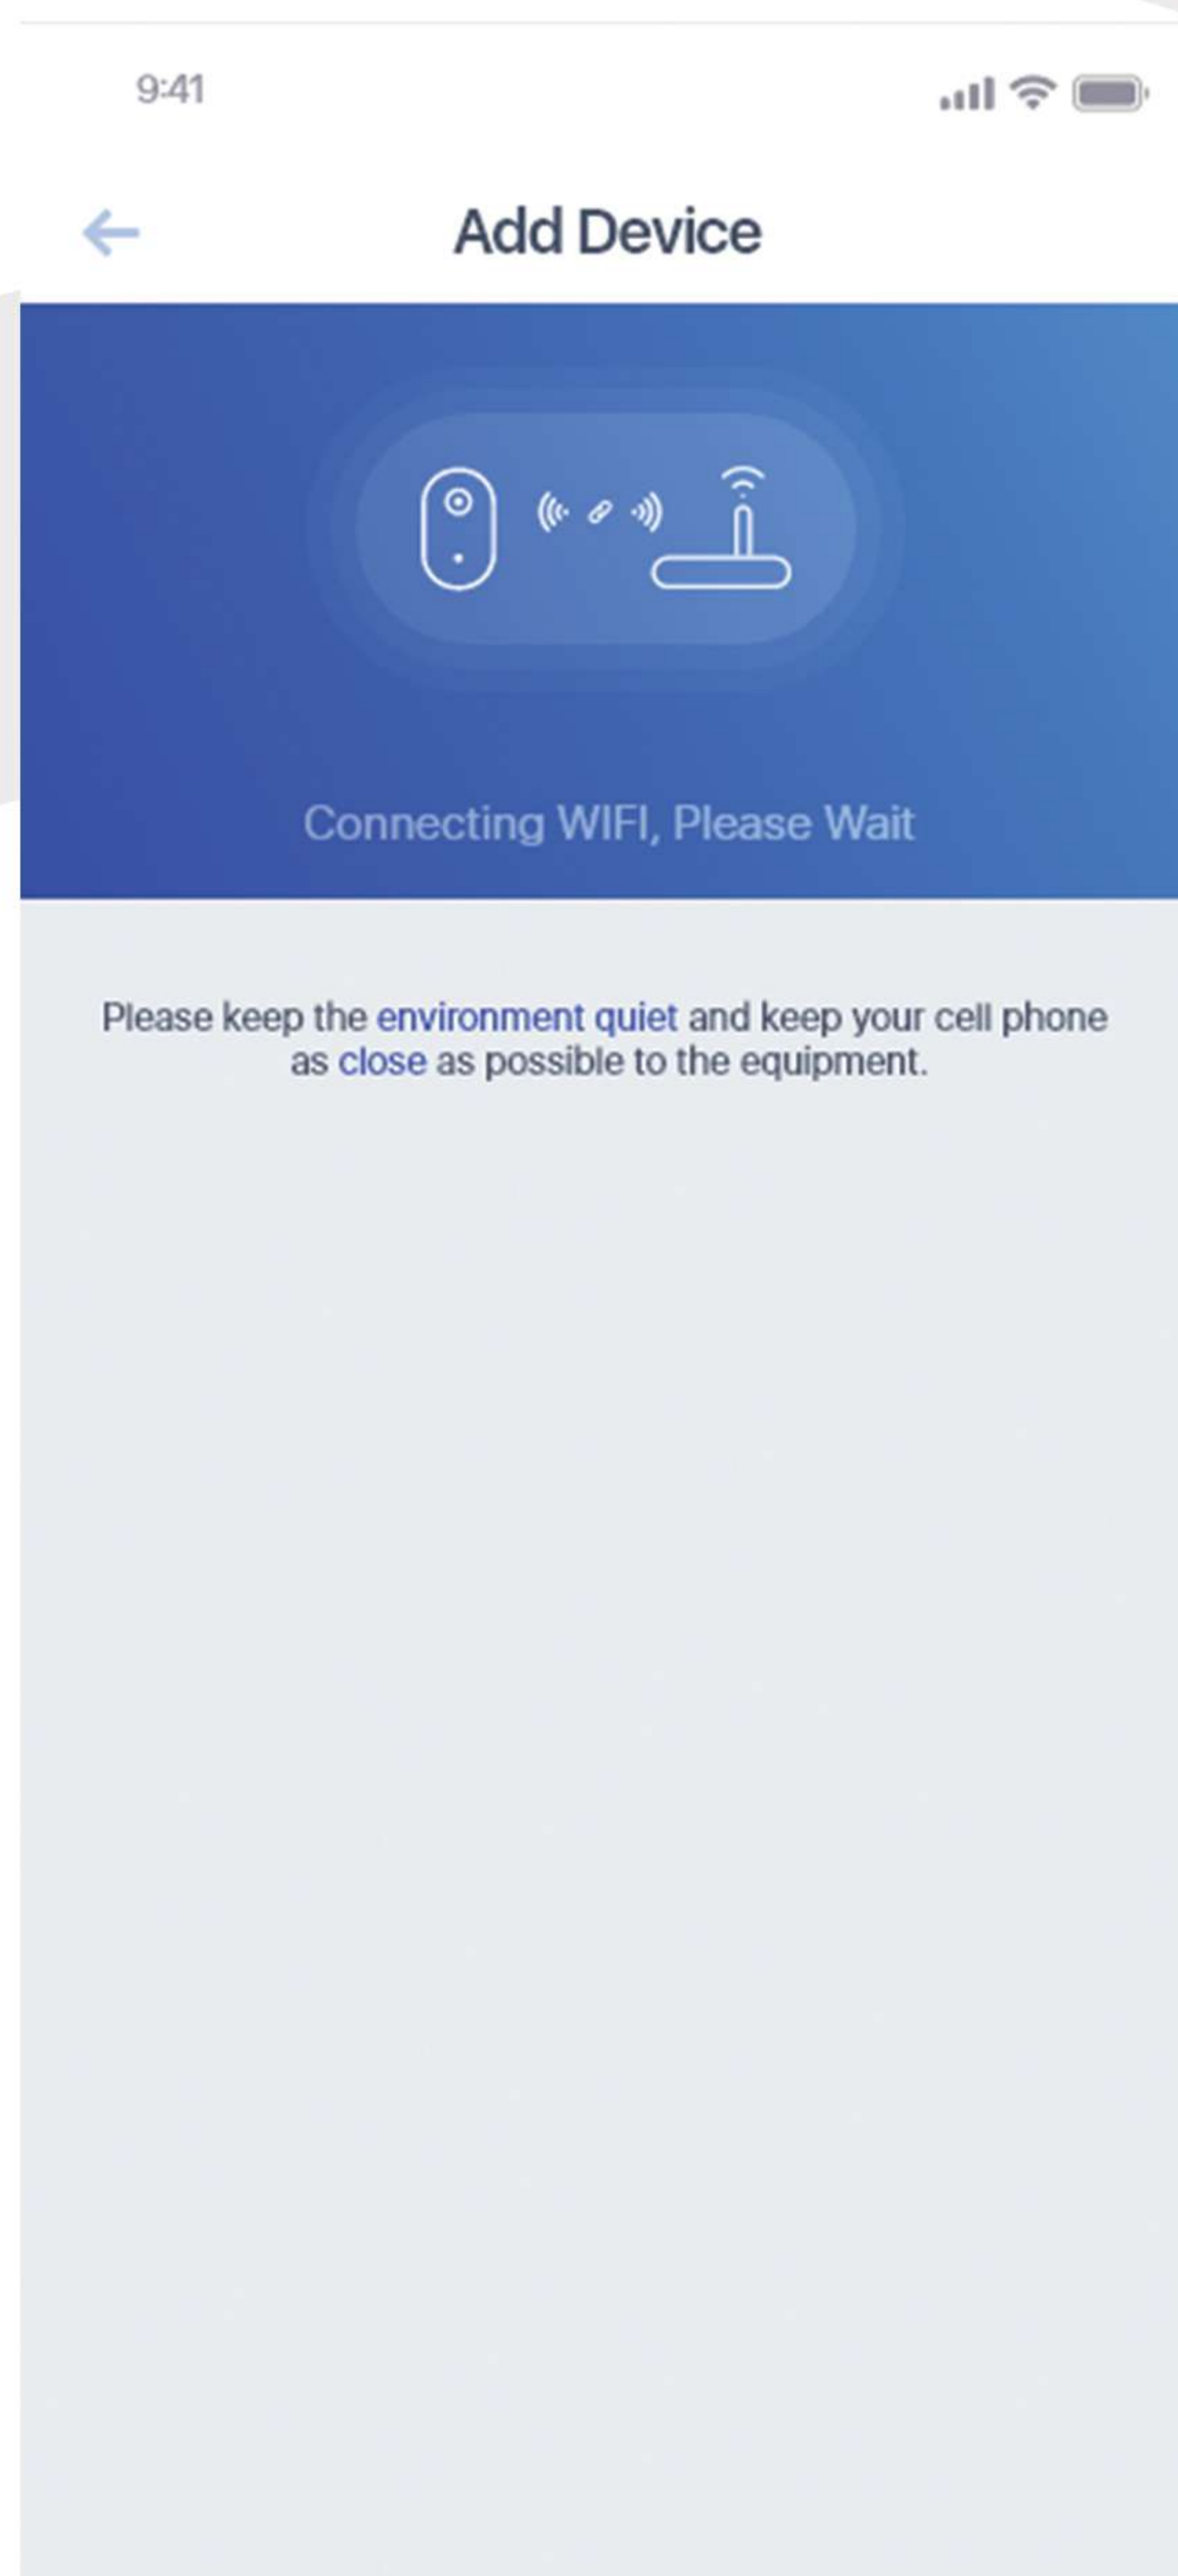 9:41
Add Device
Connecting WIFI, Please Wait
Please keep the environment quiet and keep your cell phone
as close as possible to the equipment.